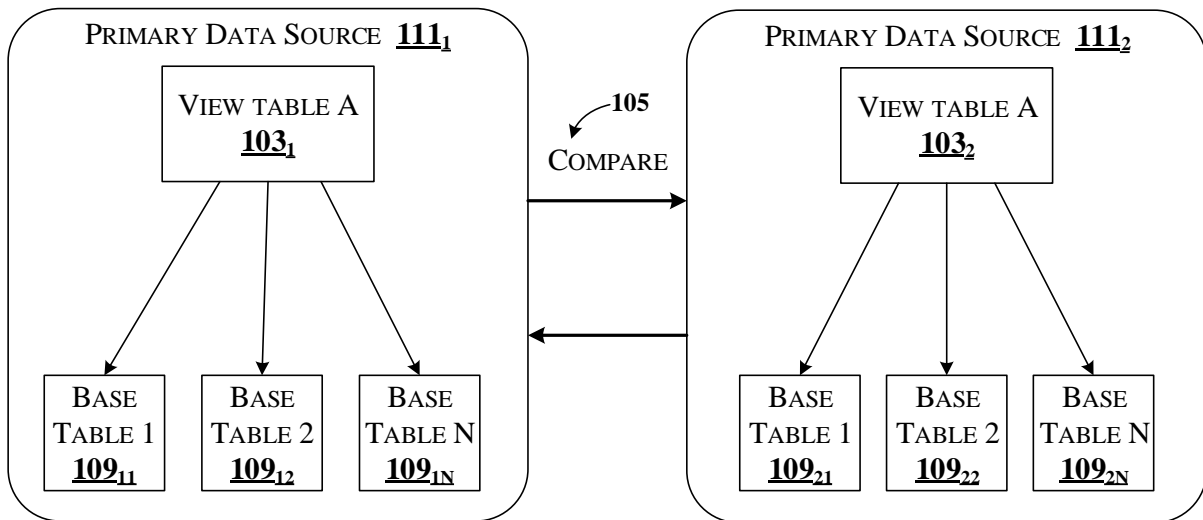 PRIMARY DATA SOURCE 111₁
VIEW TABLE A
103₁
BASE
TABLE 1
109₁₁
BASE
TABLE 2
109₁₂
BASE
TABLE N
109₁N
105
COMPARE
PRIMARY DATA SOURCE 111₂
VIEW TABLE A
103₂
BASE
TABLE 1
109₂₁
BASE
TABLE 2
109₂₂
BASE
TABLE N
109₂N